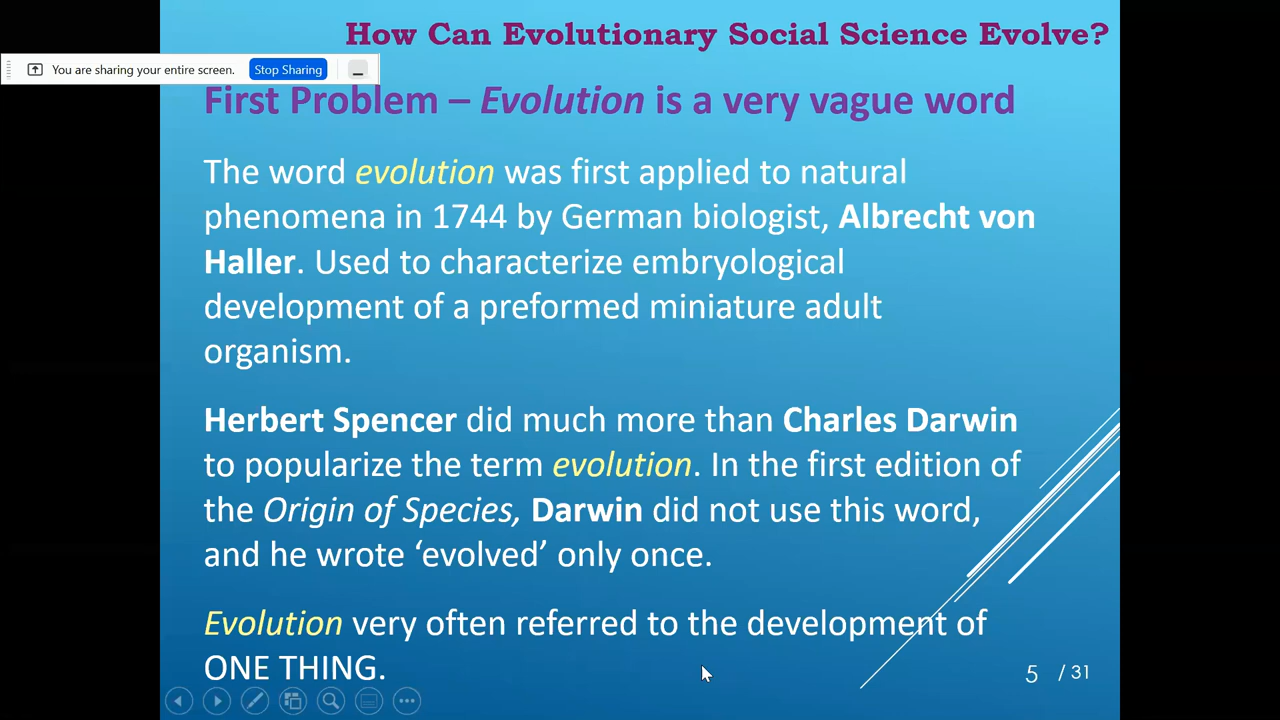 How Can Evolutionary Social Science Evolve?
You are sharing your entire screen. Stop Sharing
First Problem – Evolution is a very vague word
The word evolution was first applied to natural
phenomena in 1744 by German biologist, Albrecht von
Haller. Used to characterize embryological
development of a preformed miniature adult
organism.
Herbert Spencer did much more than Charles Darwin
to popularize the term evolution. In the first edition of
the Origin of Species, Darwin did not use this word,
and he wrote ‘evolved’ only once.
Evolution very often referred to the development of
ONE THING.
5 / 31